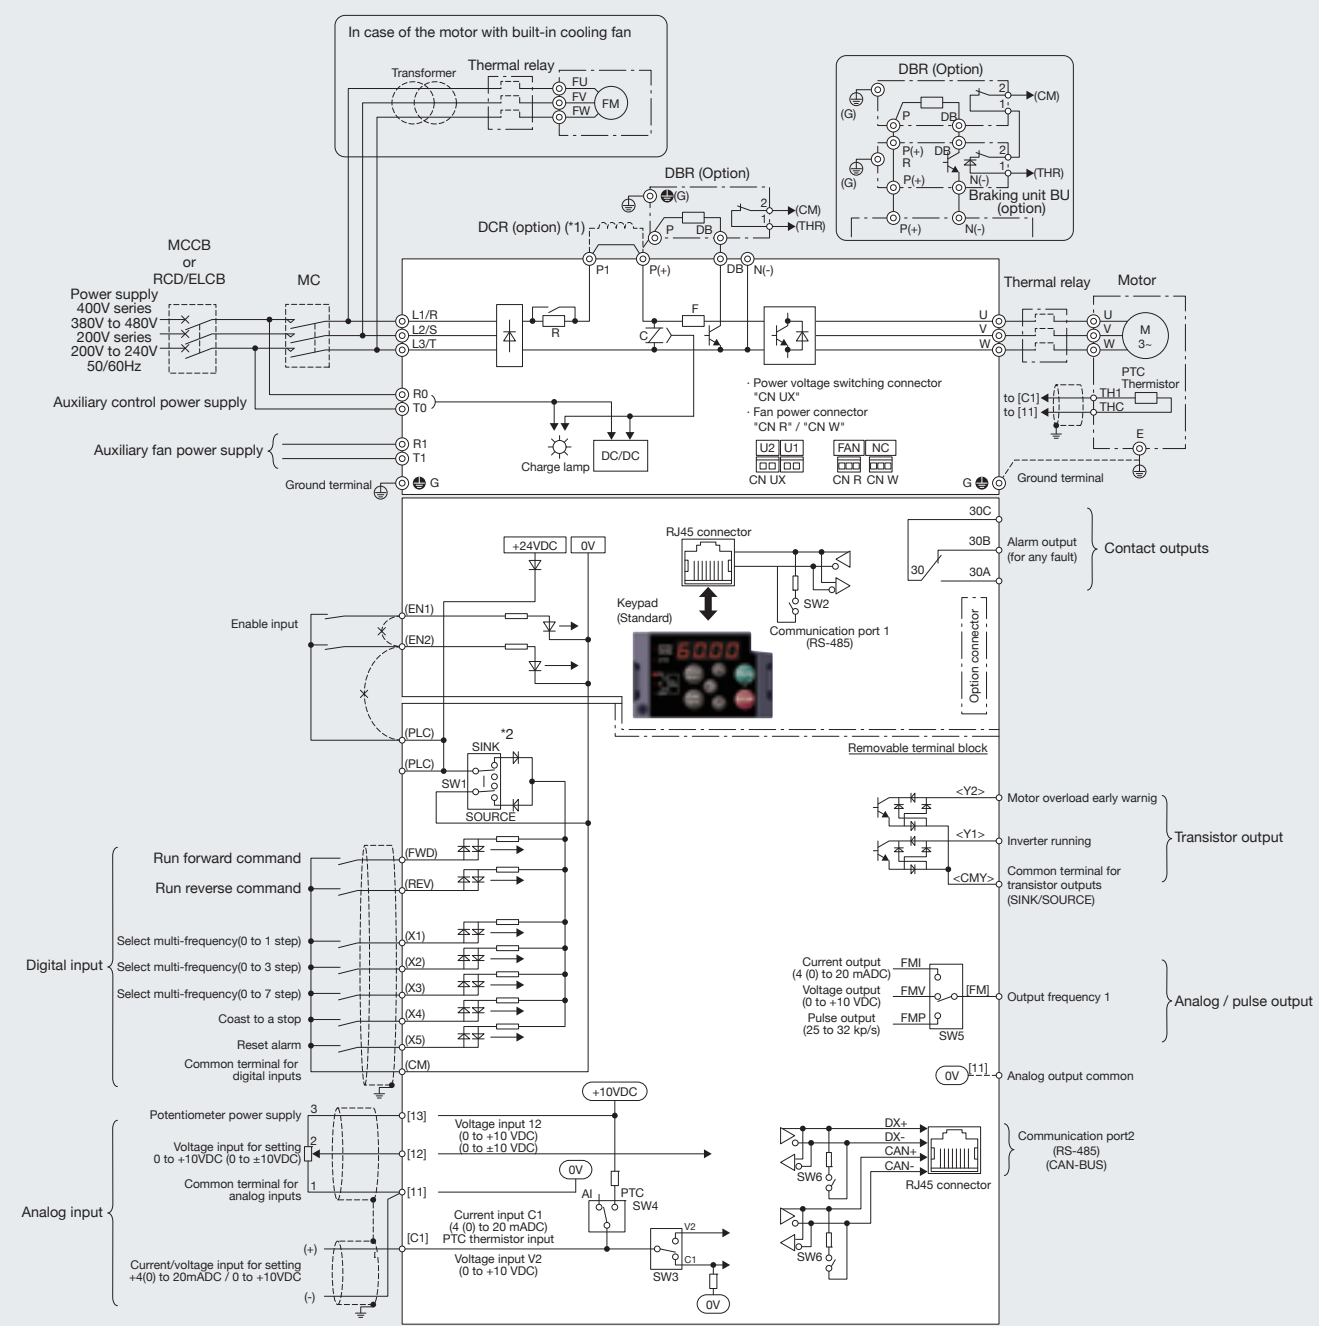 In case of the motor with built-in cooling fan
Transformer
Thermal relay
FU
FV
FW
FM
DBR (Option)
2
(CM)
1
(G)
P
DB
P(+)
R
DB
2
1
(THR)
(G)
P(+)
N(-)
Braking unit BU
(option)
P(+)
N(-)
DBR (Option)
(G)
2
(CM)
1
(THR)
P
DB
DCR (option) (*1)
P1
P(+)
DB
N(-)
MCCB
or
RCD/ELCB
MC
Power supply
400V series
380V to 480V
200V series
200V to 240V
50/60Hz
L1/R
L2/S
L3/T
R
F
C
U
V
W
Thermal relay
Motor
U
V
W
M
3~
PTC
Thermistor
to [C1]
TH1
to [11]
THC
E
Auxiliary control power supply
R0
T0
Auxiliary fan power supply
R1
T1
Ground terminal
G
Charge lamp
DC/DC
· Power voltage switching connector
"CN UX"
· Fan power connector
"CN R" / "CN W"
U2
U1
FAN
NC
CN UX
CN R
CN W
G
Ground terminal
+24VDC
0V
RJ45 connector
SW2
Communication port 1
(RS-485)
Keypad
(Standard)
60.00
30C
30B
30A
30
Alarm output
(for any fault)
Contact outputs
Option connector
Enable input
(EN1)
(EN2)
(PLC)
(PLC)
*2
SINK
SW1
SOURCE
Removable terminal block
<Y2>
Motor overload early warnig
<Y1>
Inverter running
<CMY>
Common terminal for
transistor outputs
(SINK/SOURCE)
Transistor output
Digital input
Run forward command
(FWD)
Run reverse command
(REV)
Select multi-frequency(0 to 1 step)
(X1)
Select multi-frequency(0 to 3 step)
(X2)
Select multi-frequency(0 to 7 step)
(X3)
Coast to a stop
(X4)
Reset alarm
(X5)
Common terminal for
digital inputs
(CM)
Current output
(4 (0) to 20 mADC)
FMI
Voltage output
(0 to +10 VDC)
FMV
Pulse output
(25 to 32 kp/s)
FMP
SW5
[FM]
Output frequency 1
Analog / pulse output
0V
[11]
Analog output common
Analog input
Potentiometer power supply
3
[13]
Voltage input for setting
0 to +10VDC (0 to ±10VDC)
2
[12]
Common terminal for
analog inputs
1
[11]
+10VDC
Voltage input 12
(0 to +10 VDC)
(0 to ±10 VDC)
0V
AI
PTC
SW4
Current input C1
(4 (0) to 20 mADC)
PTC thermistor input
[C1]
Voltage input V2
(0 to +10 VDC)
(+)
Current/voltage input for setting
+4(0) to 20mADC / 0 to +10VDC
(-)
V2
C1
SW3
0V
DX+
DX-
CAN+
CAN-
SW6
RJ45 connector
Communication port2
(RS-485)
(CAN-BUS)
SW6